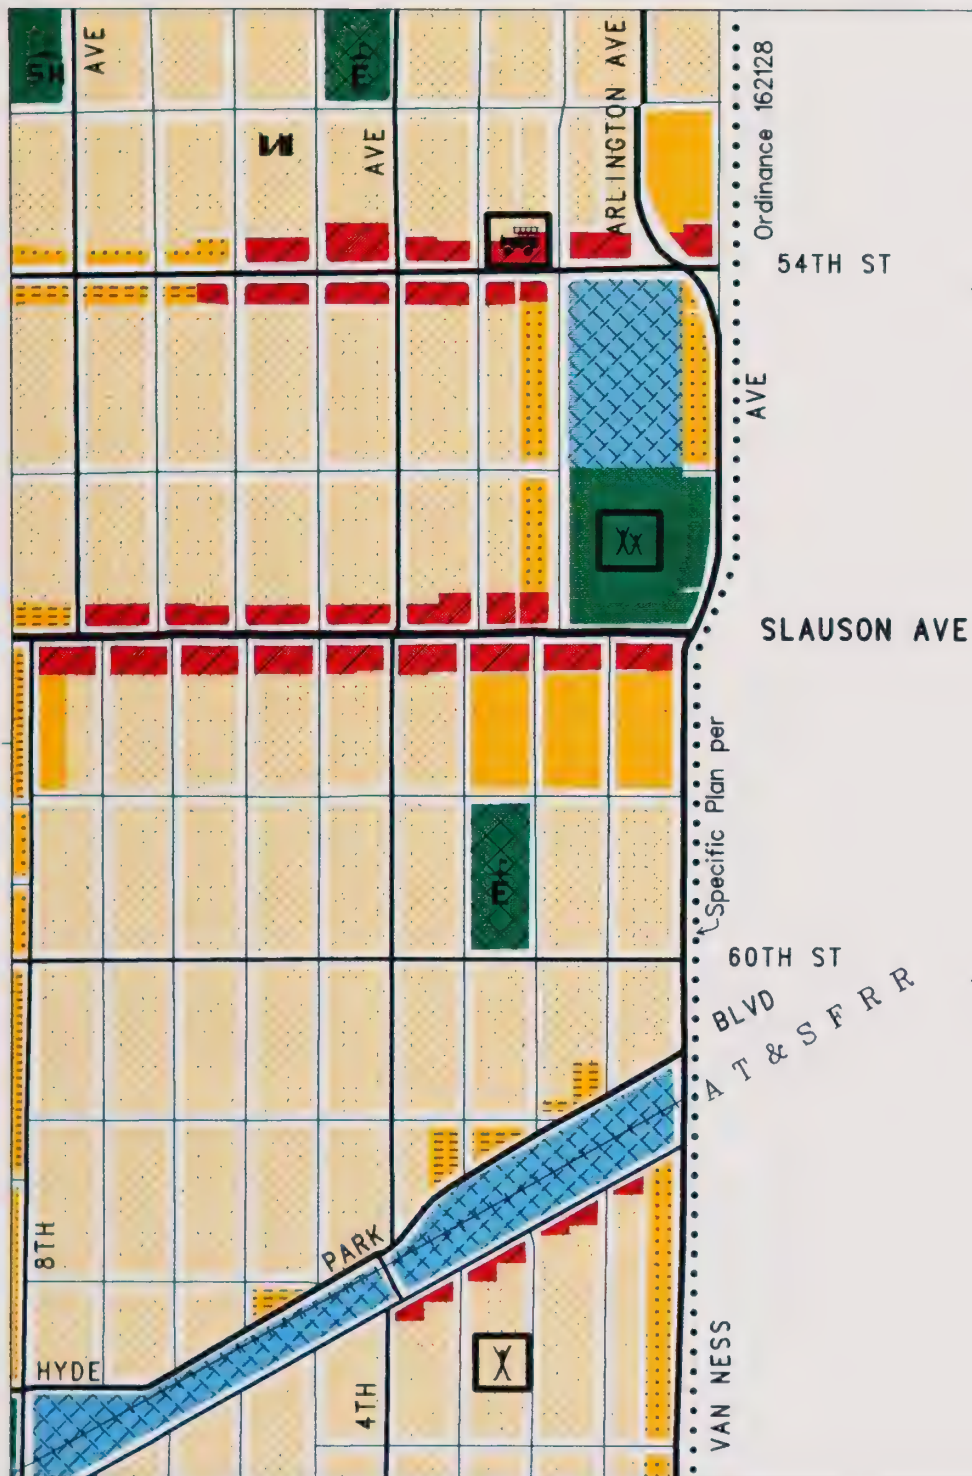 SH
AVE
E
AVE
ARLINGTON AVE
Ordinance 162128
54TH ST
AVE
SLAUSON AVE
Specific Plan per
E
60TH ST
BLVD
A T & S F R R
8TH
PARK
HYDE
4TH
VAN NESS